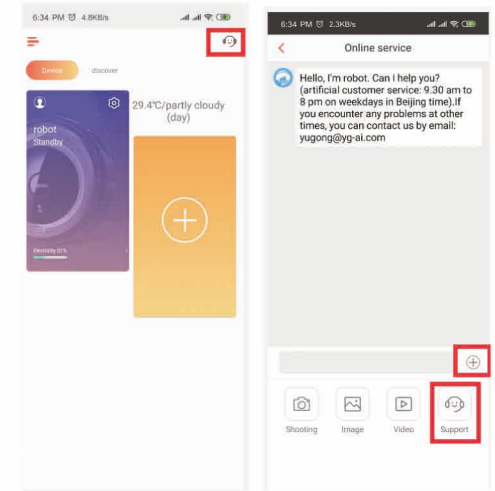 6:34 PM 4.8KB/s
Device
discover
robot
Standby
29.4℃/partly cloudy
(day)
Electricity 51%
6:34 PM 2.3KB/s
Online service
Hello, I'm robot. Can I help you?
(artificial customer service: 9.30 am to
8 pm on weekdays in Beijing time).If
you encounter any problems at other
times, you can contact us by email:
yugong@yg-ai.com
Shooting
Image
Video
Support